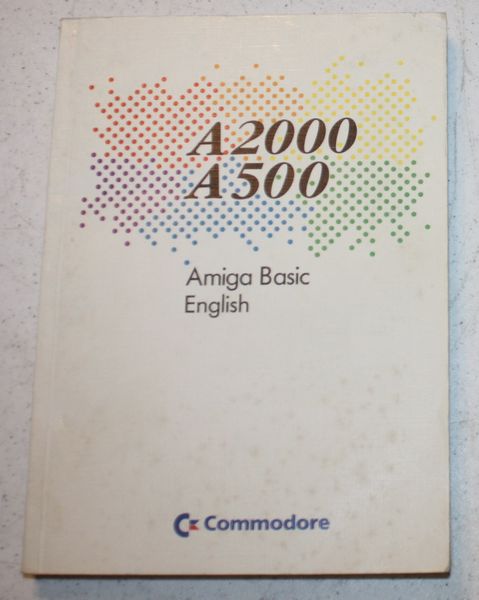 A2000
A500
Amiga Basic
English
Commodore